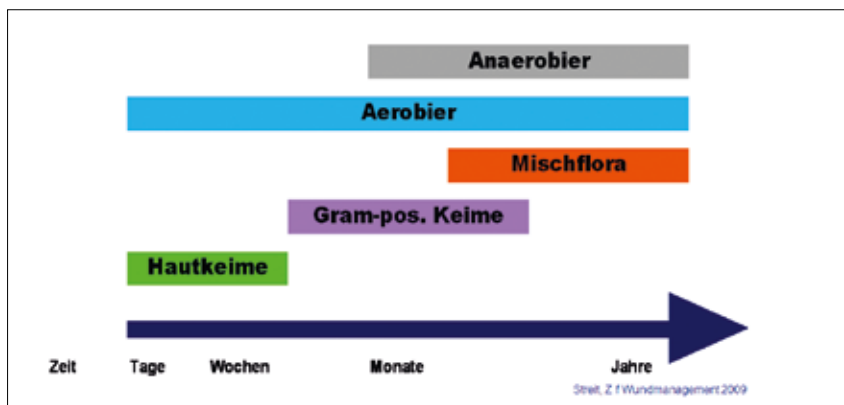 Anaerobier
Aerobier
Mischflora
Gram-pos. Keime
Hautkeime
Zeit Tage Wochen Monate Jahre
Streit, Z f Wundmanagement 2009